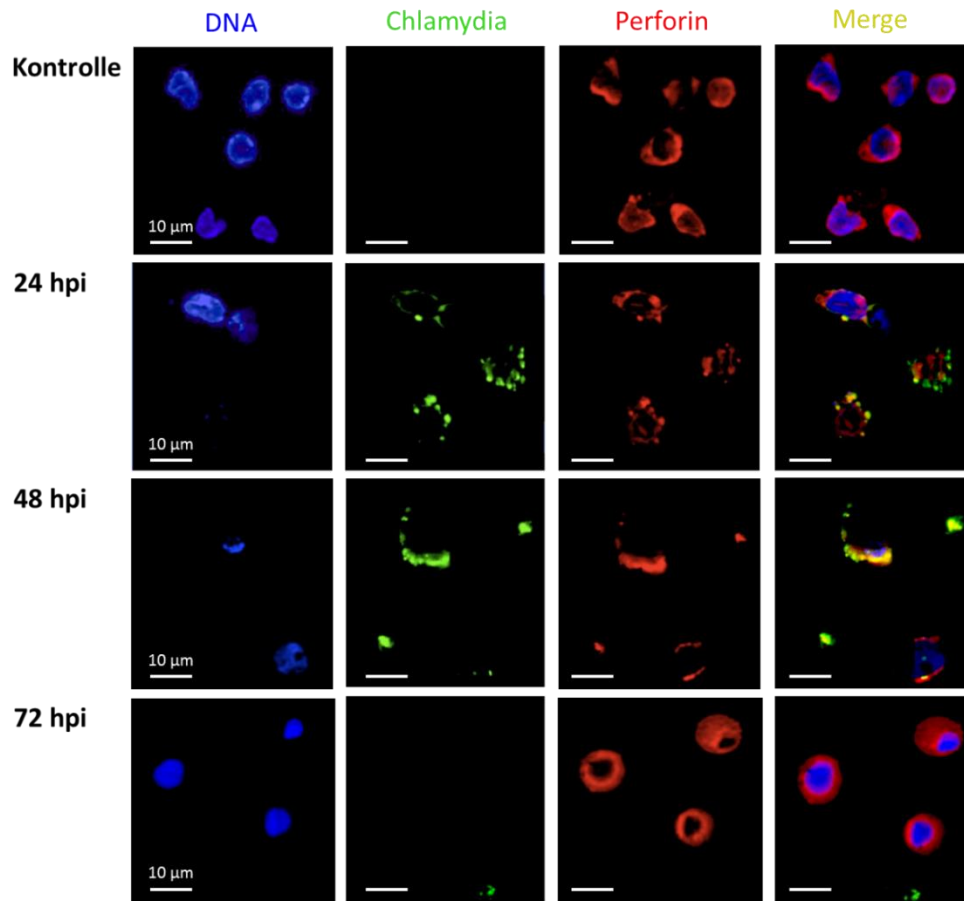 DNA Chlamydia Perforin Merge
Kontrolle
10 µm
24 hpi
10 µm
48 hpi
10 µm
72 hpi
10 µm